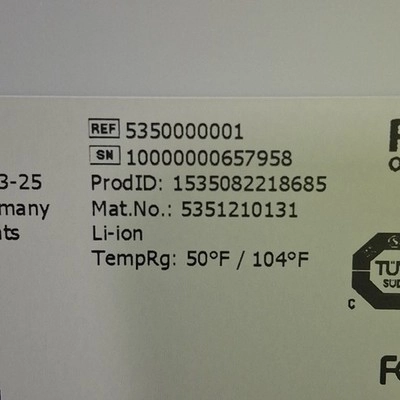 REF 5350000001
SN 10000000657958
3-25 ProdID: 1535082218685
many Mat.No.: 5351210131
ts Li-ion
TempRg: 50°F / 104°F
TÜV
SUD
C